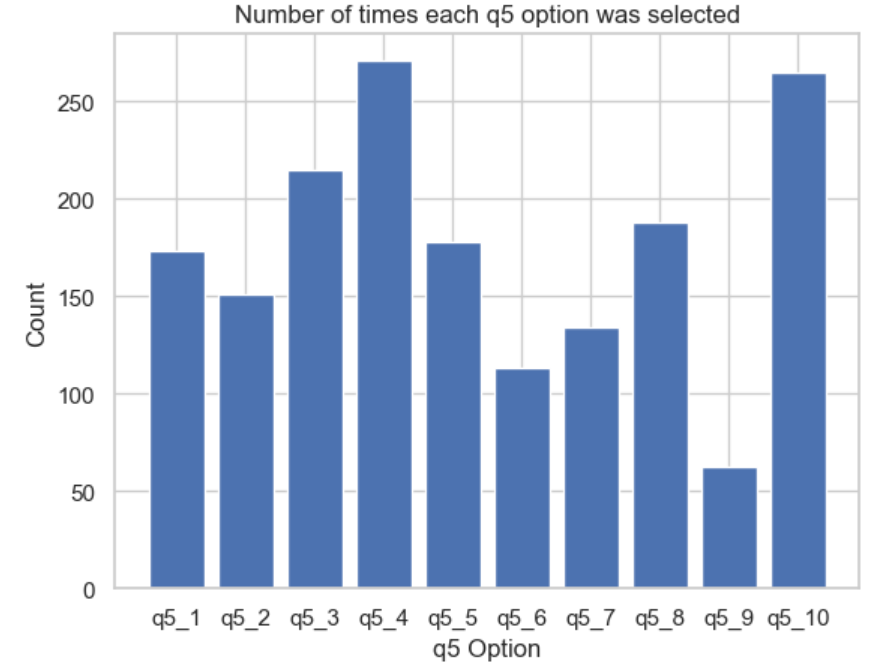 Number of times each q5 option was selected
Count
250
200
150
100
50
0
q5_1 q5_2 q5_3 q5_4 q5_5 q5_6 q5_7 q5_8 q5_9 q5_10
q5 Option